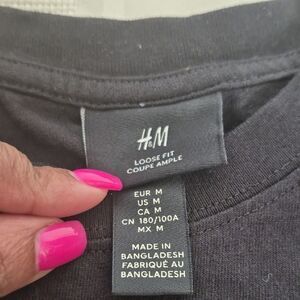 H&M
LOOSE FIT
COUPE AMPLE
EUR M
US M
CA M
CN 180/100A
MX M
MADE IN
BANGLADESH
FABRIQUÉ AU
BANGLADESH